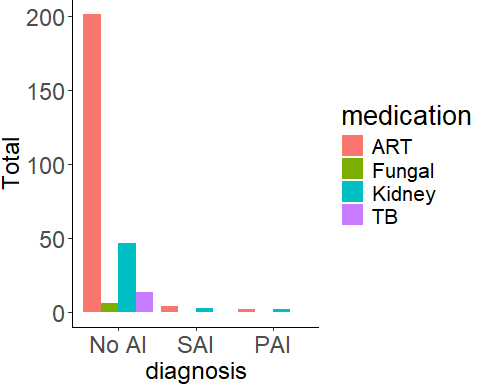 200
150
100
50
0
Total
No AI SAI PAI
diagnosis
medication
ART
Fungal
Kidney
TB